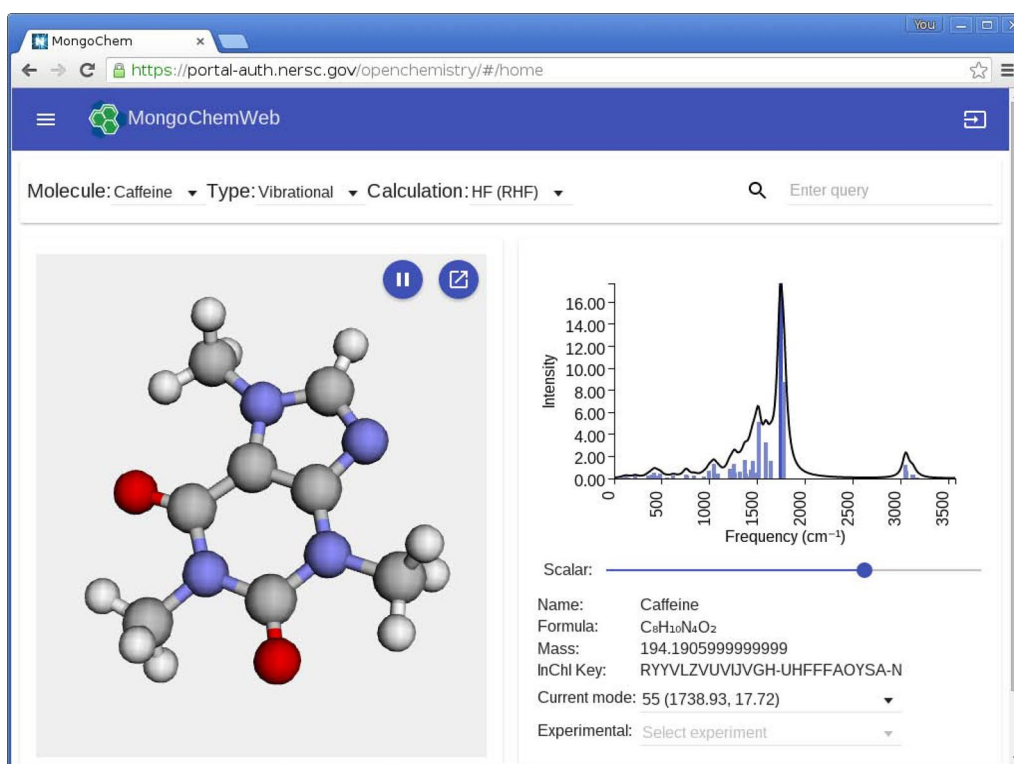 You
MongoChem
https://portal-auth.nersc.gov/openchemistry/#/home
MongoChemWeb
Molecule: Caffeine Type: Vibrational Calculation: HF (RHF) Enter query
16.00
14.00
12.00
10.00
8.00
6.00
4.00
2.00
0.00
Intensity
0 500 1000 1500 2000 2500 3000 3500
Frequency (cm⁻¹)
Scalar:
Name: Caffeine
Formula: C₈H₁₀N₄O₂
Mass: 194.1905999999999
InChI Key: RYYVLZVUVIJVGH-UHFFFAOYSA-N
Current mode: 55 (1738.93, 17.72)
Experimental: Select experiment